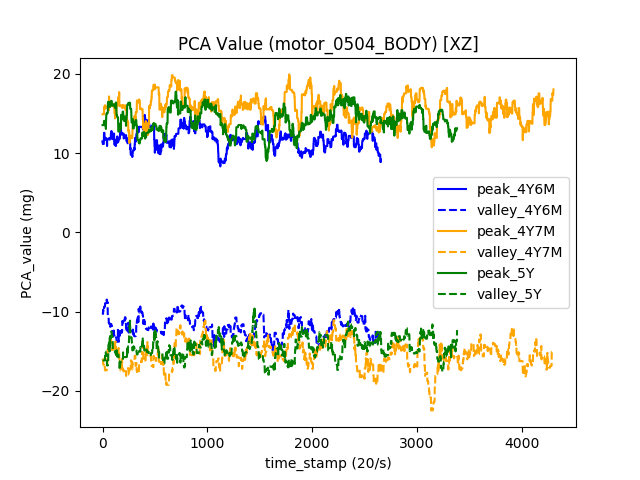 PCA Value (motor_0504_BODY) [XZ]
PCA_value (mg)
20
10
0
−10
−20
peak_4Y6M
valley_4Y6M
peak_4Y7M
valley_4Y7M
peak_5Y
valley_5Y
0 1000 2000 3000 4000
time_stamp (20/s)